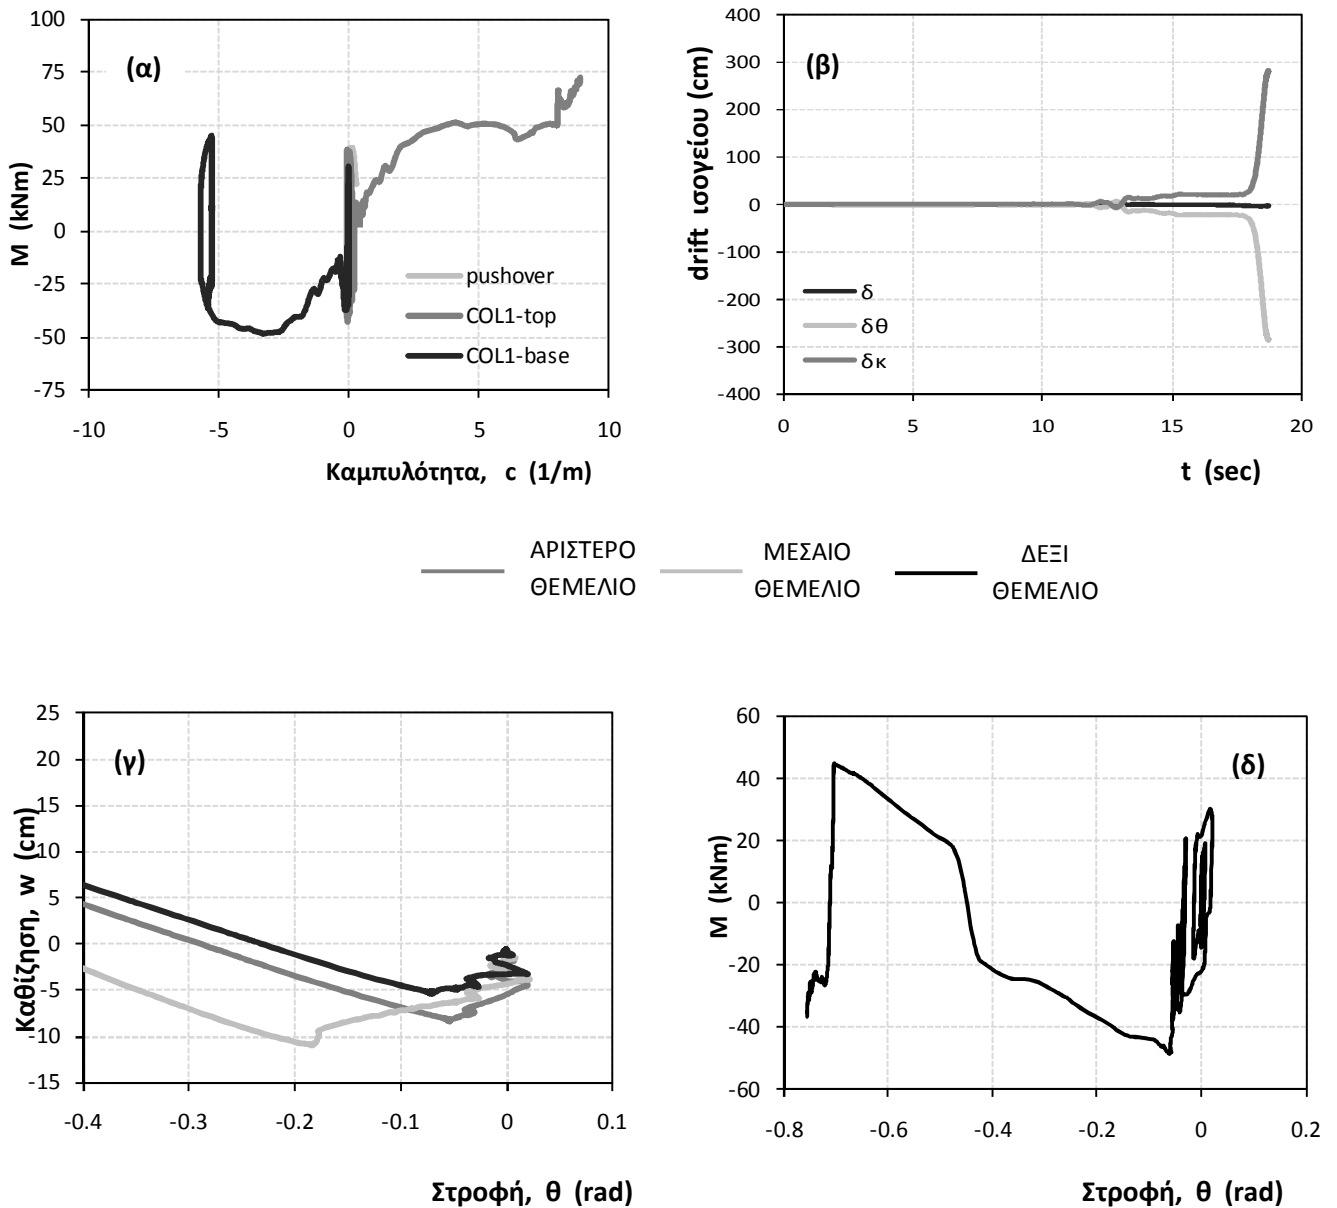 (α)
M (kNm)
100
75
50
25
0
-25
-50
-75
-10
-5
0
5
10
pushover
COL1-top
COL1-base
Καμπυλότητα, c (1/m)
(β)
drift ισογείου (cm)
400
300
200
100
0
-100
-200
-300
-400
0
5
10
15
20
δ
δθ
δκ
t (sec)
ΑΡΙΣΤΕΡΟ
ΘΕΜΕΛΙΟ
ΜΕΣΑΙΟ
ΘΕΜΕΛΙΟ
ΔΕΞΙ
ΘΕΜΕΛΙΟ
(γ)
Καθίζηση, w (cm)
25
20
15
10
5
0
-5
-10
-15
-0.4
-0.3
-0.2
-0.1
0
0.1
Στροφή, θ (rad)
(δ)
M (kNm)
60
40
20
0
-20
-40
-60
-0.8
-0.6
-0.4
-0.2
0
0.2
Στροφή, θ (rad)